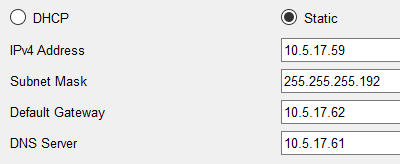 DHCP Static
IPv4 Address 10.5.17.59
Subnet Mask 255.255.255.192
Default Gateway 10.5.17.62
DNS Server 10.5.17.61